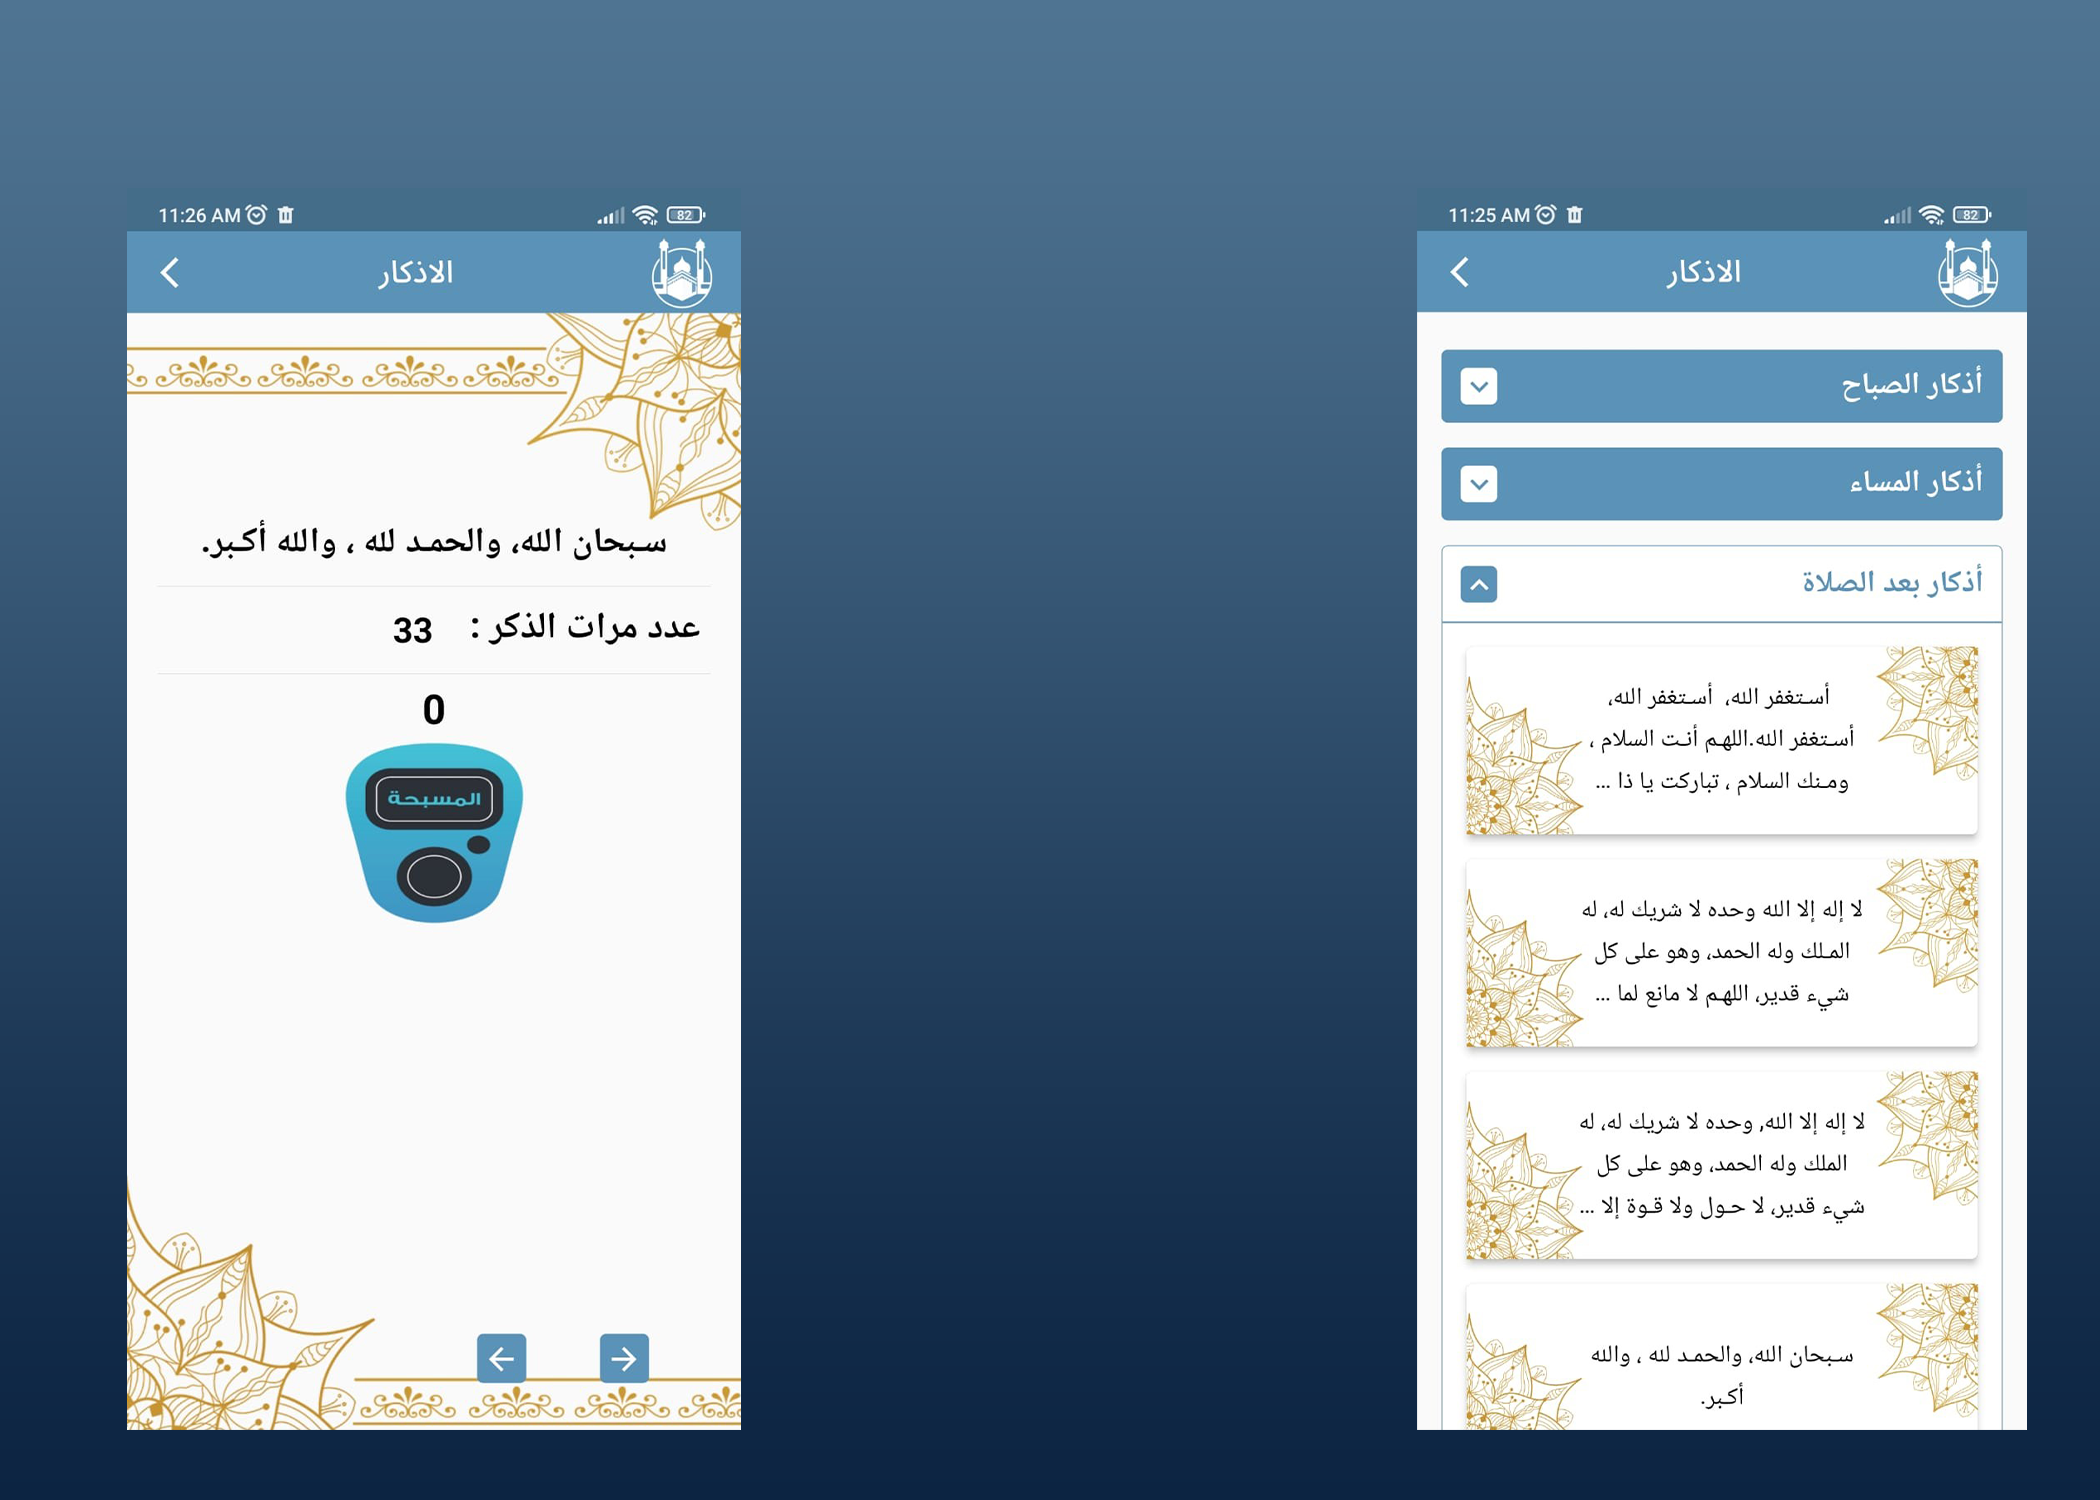 11:26 AM
82
الاذكار
سبحان الله، والحمد لله ، والله أكبر.
عدد مرات الذكر : 33
0
المسبحة
11:25 AM
82
الاذكار
أذكار الصباح
أذكار المساء
أذكار بعد الصلاة
أستغفر الله، أستغفر الله،
أستغفر الله.اللهم أنت السلام ،
ومنك السلام ، تباركت يا ذا ...
لا إله إلا الله وحده لا شريك له، له
الملك وله الحمد، وهو على كل
شيء قدير، اللهم لا مانع لما ...
لا إله إلا الله, وحده لا شريك له، له
الملك وله الحمد، وهو على كل
شيء قدير، لا حول ولا قوة إلا ...
سبحان الله، والحمد لله ، والله
أكبر.